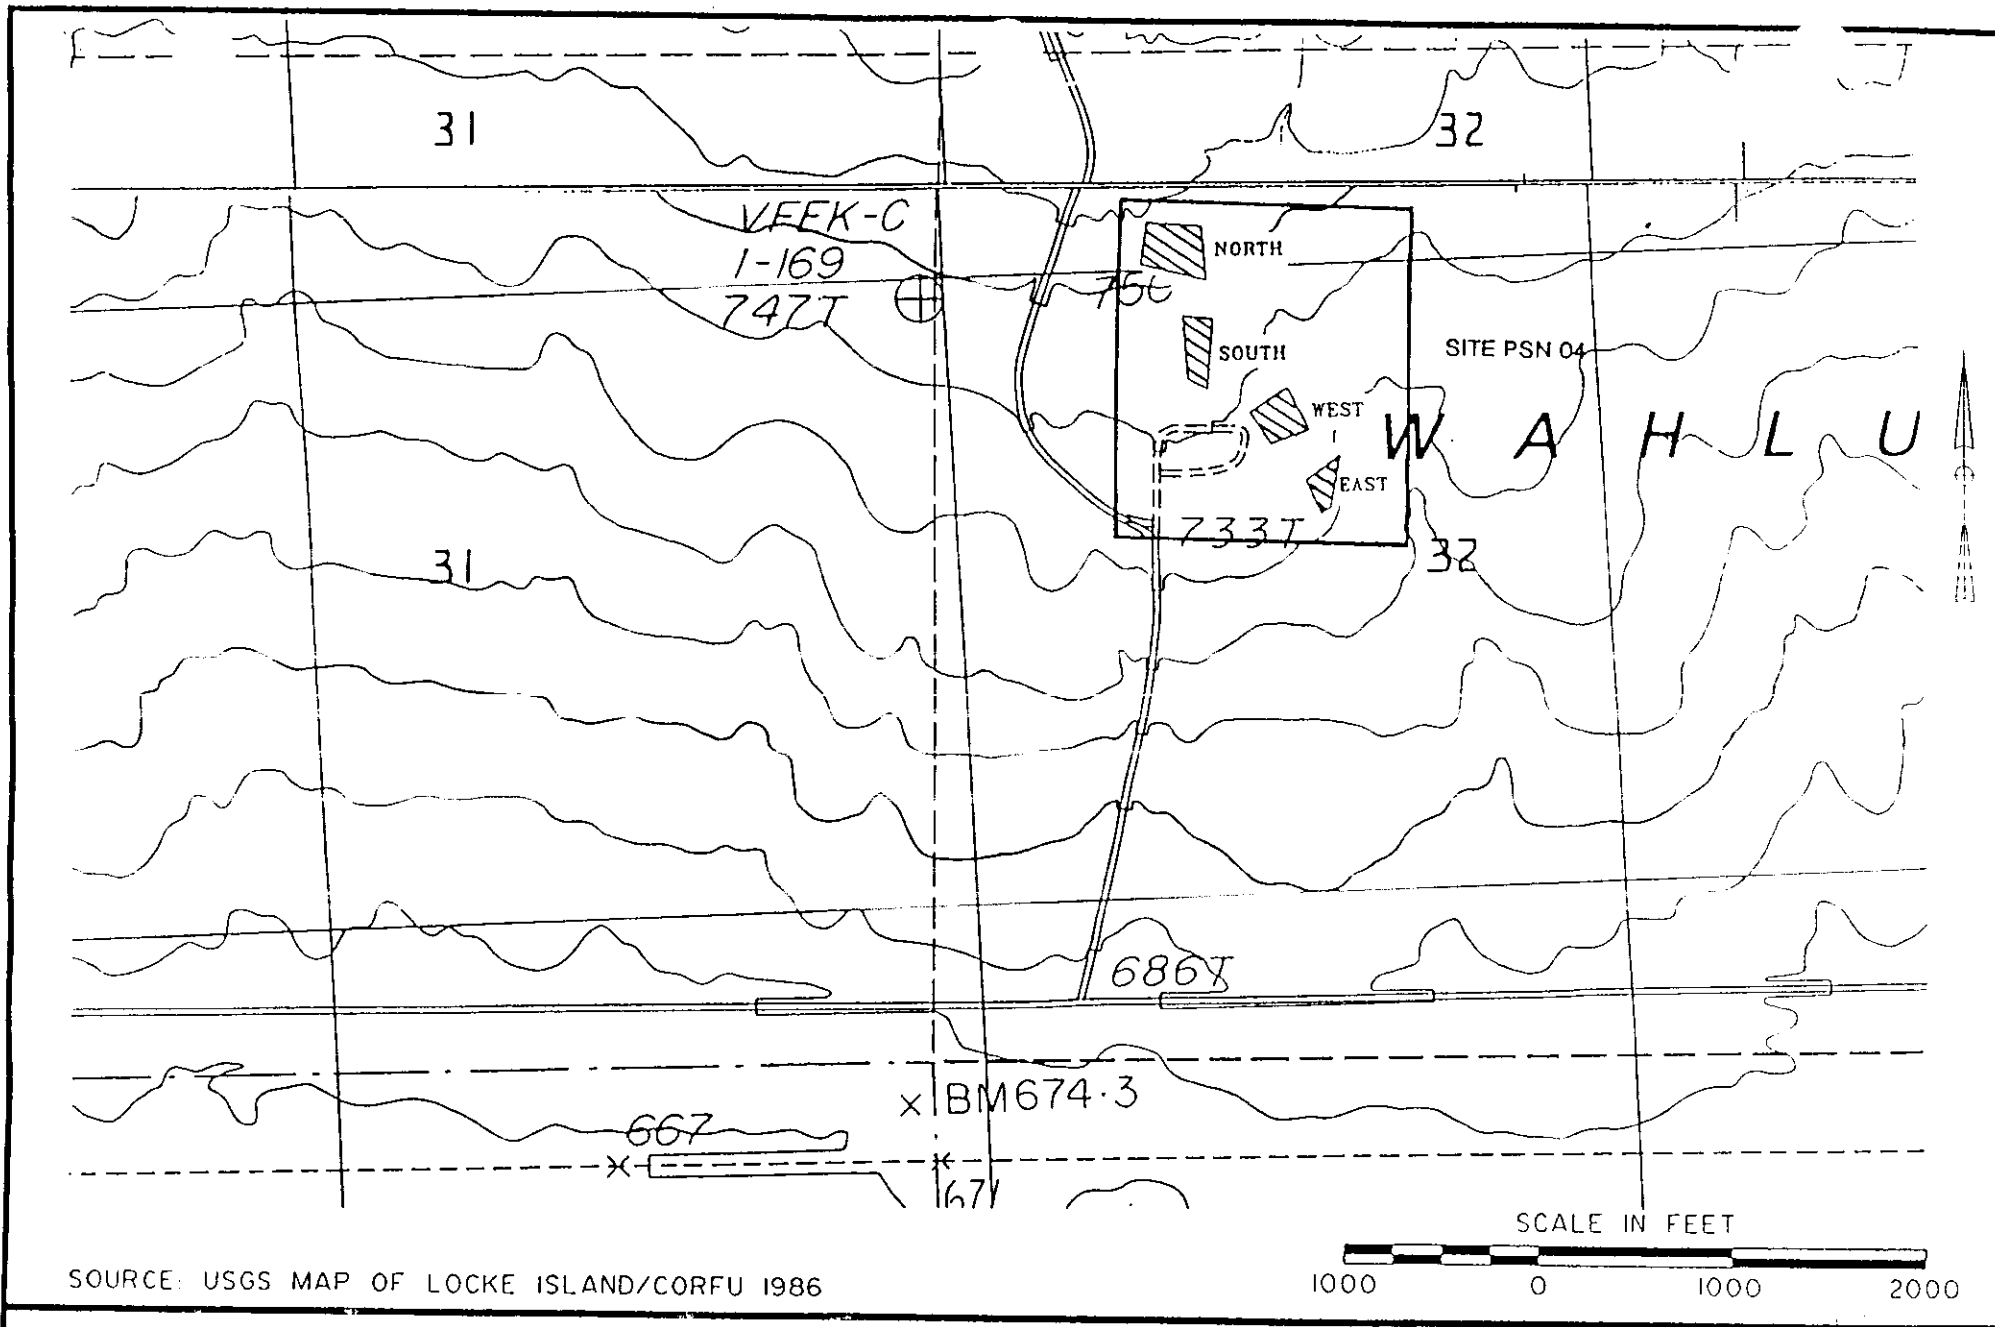 31
32
VEEK-C
1-169
747T
NORTH
SOUTH
SITE PSN 04
WEST
W A H L U
EAST
733T
31
32
686T
BM674.3
667
671
SCALE IN FEET
1000 0 1000 2000
SOURCE: USGS MAP OF LOCKE ISLAND/CORFU 1986